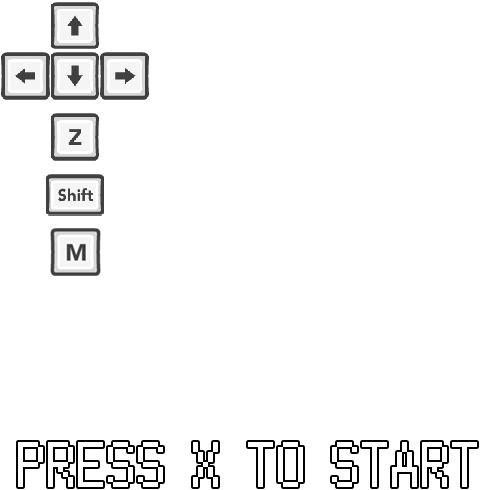 ↑
← ↓ →
Z
Shift
M
PRESS X TO START